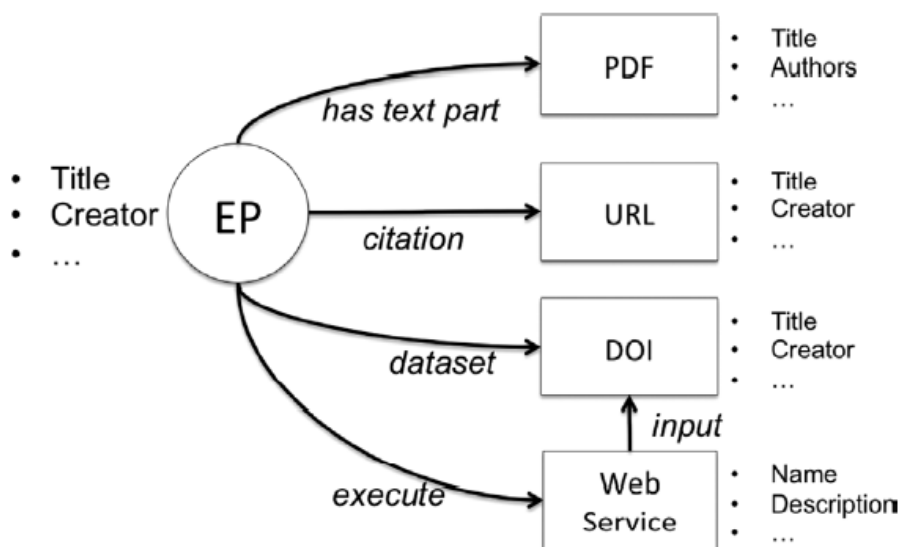 • Title
• Creator
• ...
EP
has text part
citation
dataset
execute
input
PDF
• Title
• Authors
• ...
URL
• Title
• Creator
• ...
DOI
• Title
• Creator
• ...
Web
Service
• Name
• Description
• ...